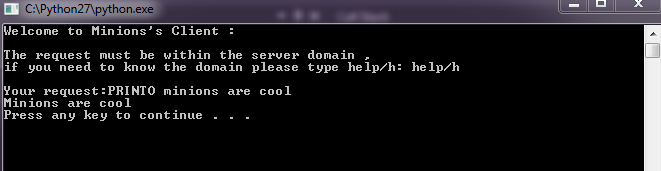 C:\Python27\python.exe
Welcome to Minions's Client :
The request must be within the server domain ,
if you need to know the domain please type help/h: help/h
Your request:PRINTO minions are cool
Minions are cool
Press any key to continue . . .